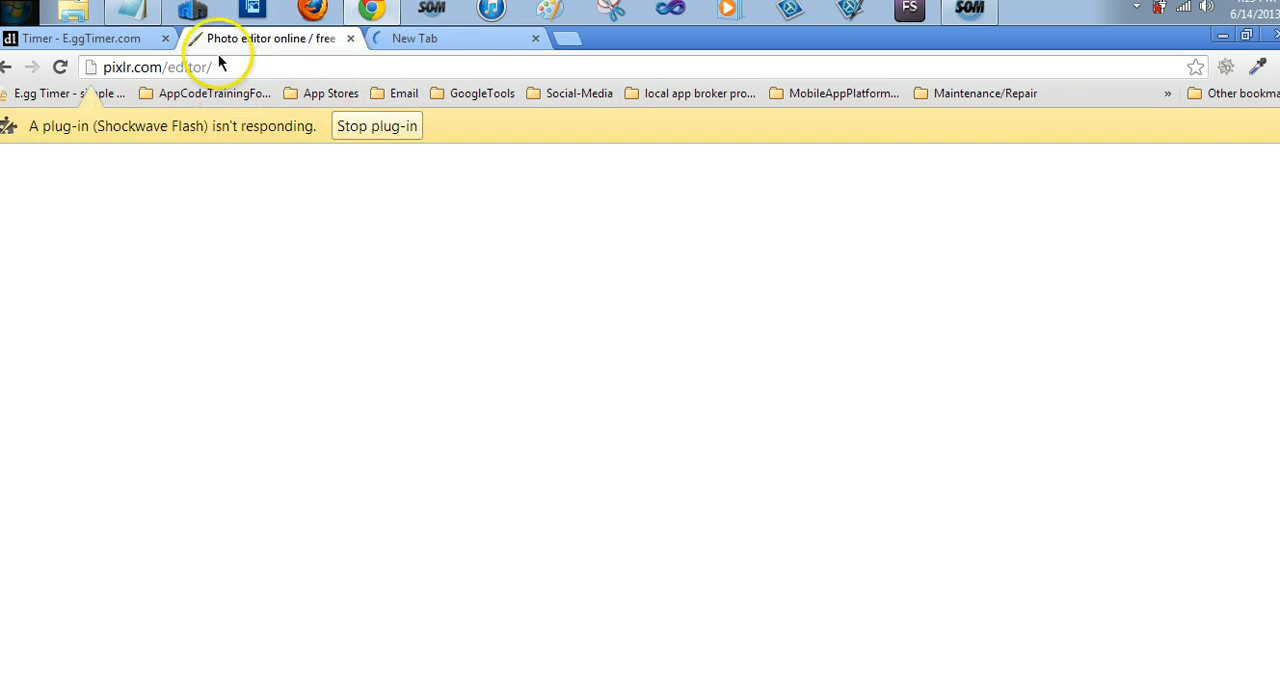 SOM
FS
SOM
6/14/2013
dl Timer - E.ggTimer.com
Photo editor online / free
New Tab
pixlr.com/editor/
E.gg Timer - simple ...
AppCodeTrainingFo...
App Stores
Email
GoogleTools
Social-Media
local app broker pro...
MobileAppPlatform...
Maintenance/Repair
»
Other bookma
A plug-in (Shockwave Flash) isn't responding.
Stop plug-in